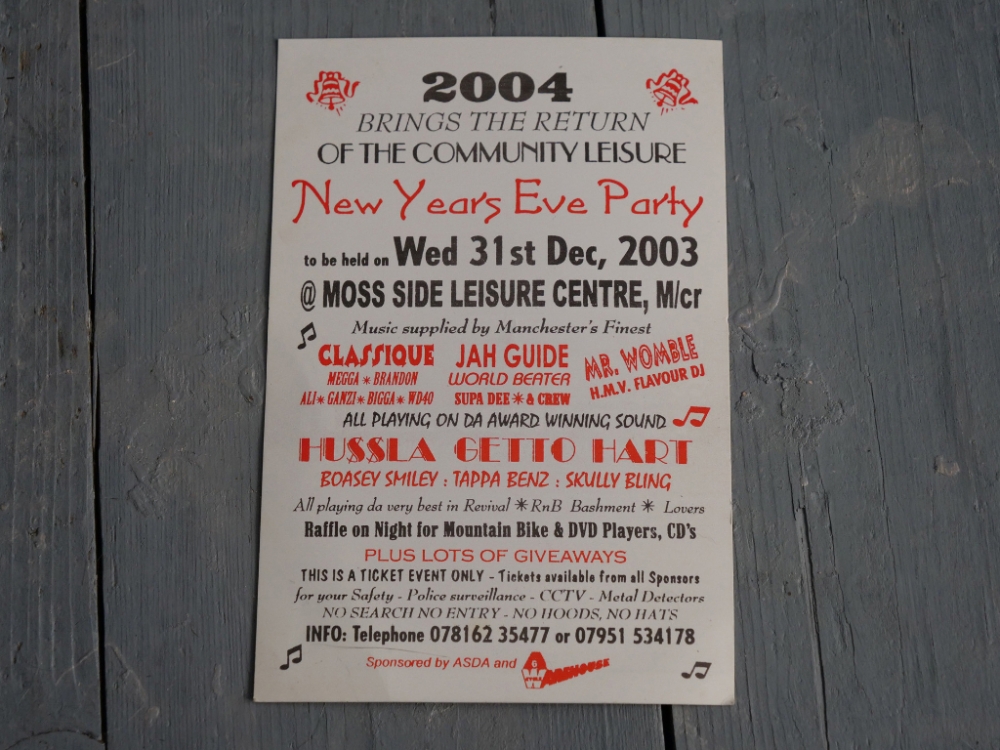 2004
BRINGS THE RETURN
OF THE COMMUNITY LEISURE
New Years Eve Party
to be held on Wed 31st Dec, 2003
@ MOSS SIDE LEISURE CENTRE, M/cr
Music supplied by Manchester's Finest
CLASSIQUE
MEGGA * BRANDON
ALI * GANZI * BIGGA * WD40
JAH GUIDE
WORLD BEATER
SUPA DEE * & CREW
MR. WOMBLE
H.M.V. FLAVOUR DJ
ALL PLAYING ON DA AWARD WINNING SOUND
HU$$LA GETTO HART
BOASEY SMILEY : TAPPA BENZ : SKULLY BLING
All playing da very best in Revival * RnB Bashment * Lovers
Raffle on Night for Mountain Bike & DVD Players, CD's
PLUS LOTS OF GIVEAWAYS
THIS IS A TICKET EVENT ONLY - Tickets available from all Sponsors
for your Safety - Police surveillance - CCTV - Metal Detectors
NO SEARCH NO ENTRY - NO HOODS, NO HATS
INFO: Telephone 078162 35477 or 07951 534178
Sponsored by ASDA and
WAREHOUSE